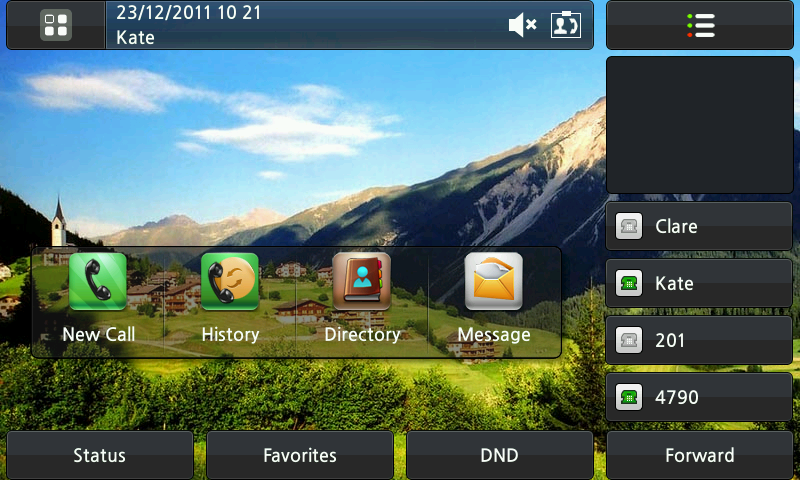 23/12/2011 10 21
Kate
Clare
Kate
201
4790
New Call
History
Directory
Message
Status
Favorites
DND
Forward